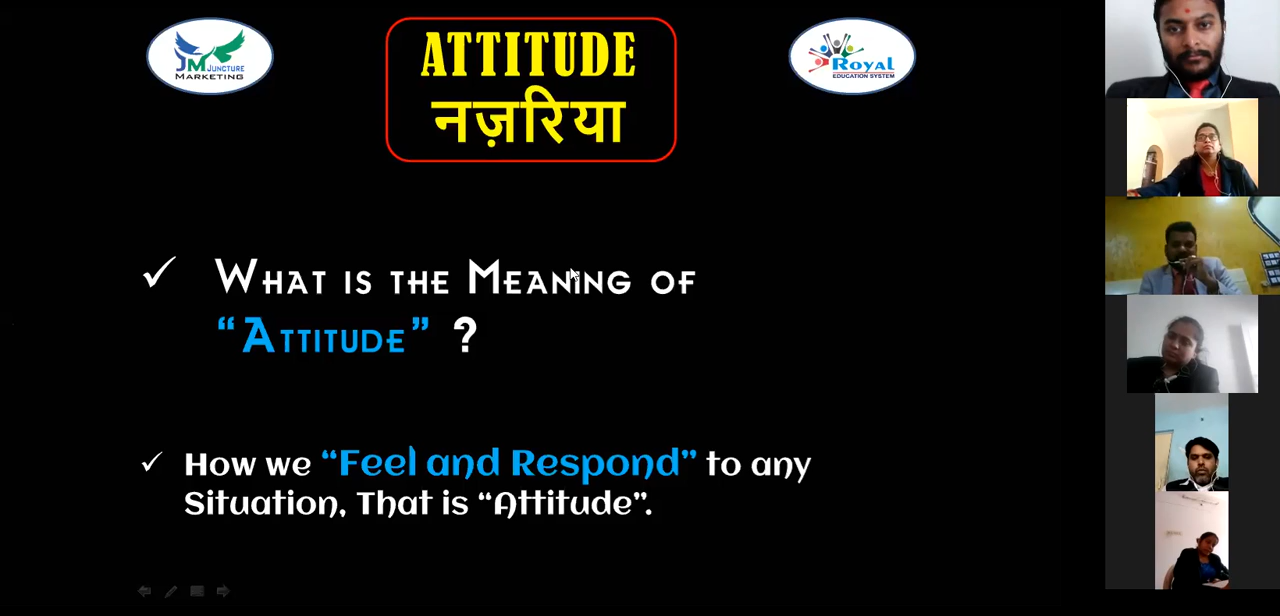 JM JUNCTURE
MARKETING
ATTITUDE
नज़रिया
Royal
EDUCATION SYSTEM
✓ WHAT IS THE MEANING OF
“ATTITUDE” ?
✓ How we “Feel and Respond” to any
Situation, That is “Attitude”.